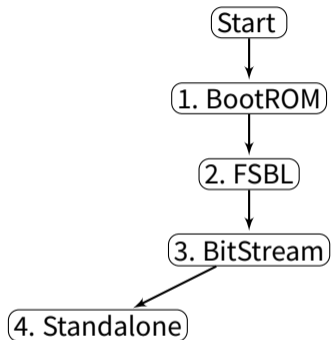 Start
1. BootROM
2. FSBL
3. BitStream
4. Standalone